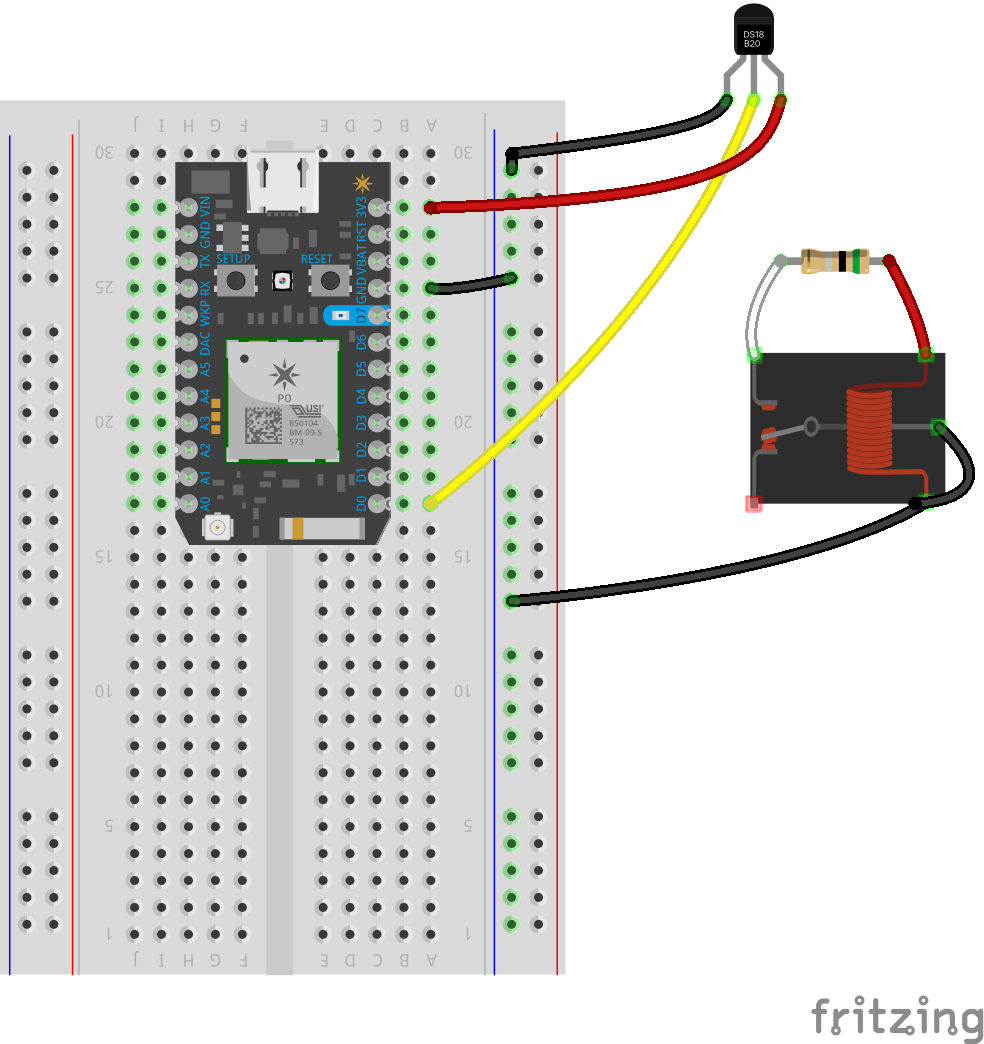 DS18
B20
J I H G F E D C B A
30 30
VIN
GND
TX
RX
WKP
DAC
A5
A4
A3
A2
A1
A0
3V3
RST
VBAT
GND
D7
D6
D5
D4
D3
D2
D1
D0
SETUP RESET
PO
USI
850104
BM-09-S
573
25
20 20
15 15
10 10
5 5
1 1
J I H G F E D C B A
fritzing